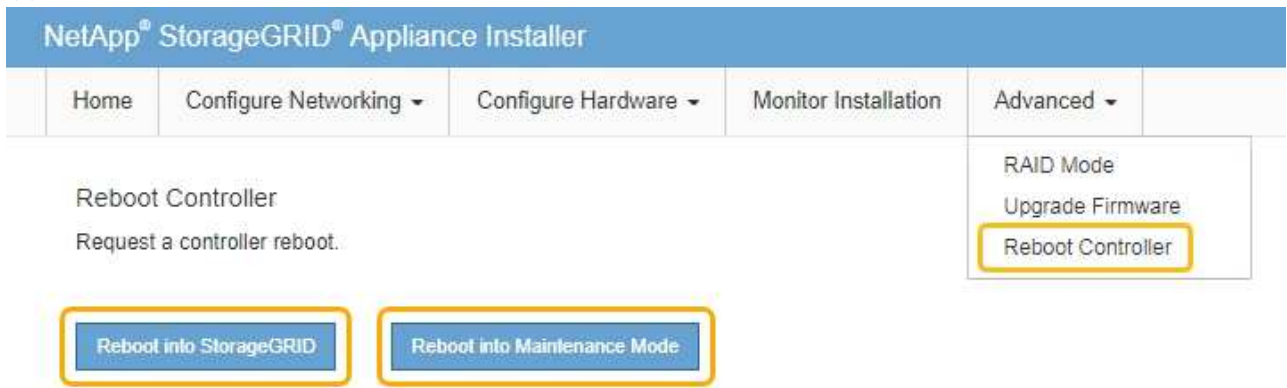 NetApp® StorageGRID® Appliance Installer
Home Configure Networking Configure Hardware Monitor Installation Advanced
RAID Mode
Upgrade Firmware
Reboot Controller
Reboot Controller
Request a controller reboot.
Reboot into StorageGRID Reboot into Maintenance Mode